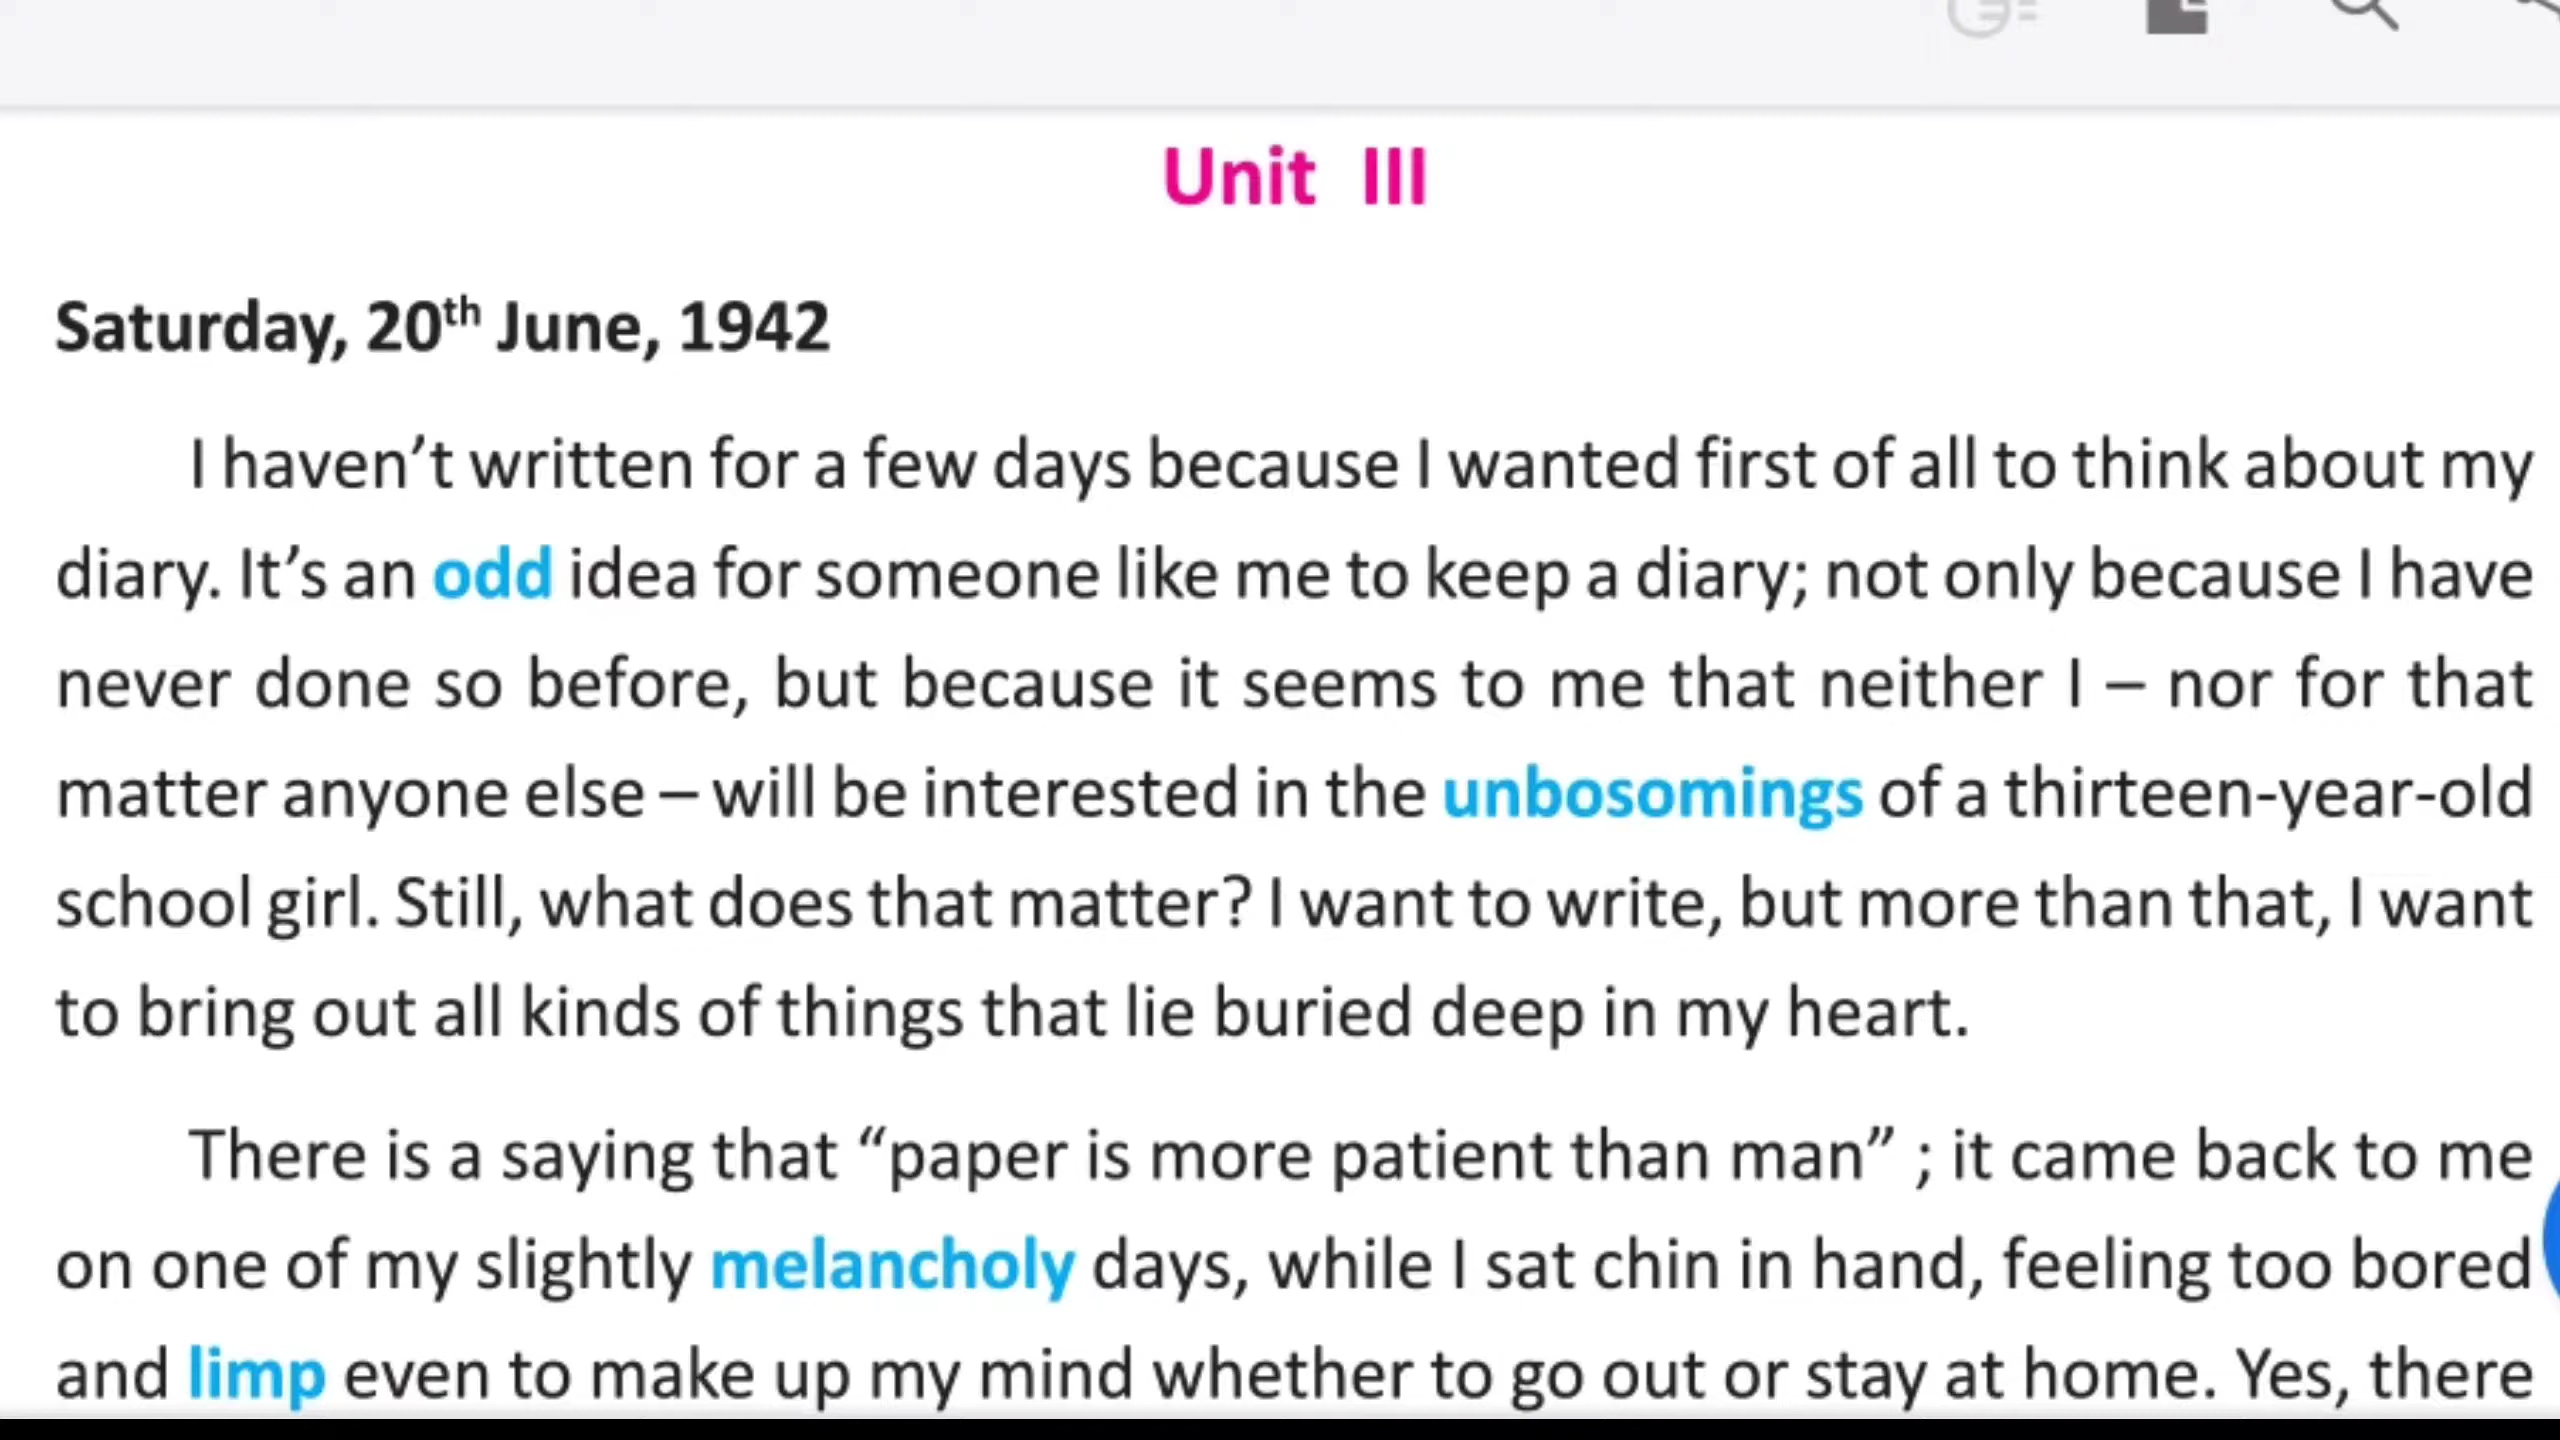 Unit III
Saturday, 20th June, 1942
I haven’t written for a few days because I wanted first of all to think about my
diary. It’s an odd idea for someone like me to keep a diary; not only because I have
never done so before, but because it seems to me that neither I – nor for that
matter anyone else – will be interested in the unbosomings of a thirteen-year-old
school girl. Still, what does that matter? I want to write, but more than that, I want
to bring out all kinds of things that lie buried deep in my heart.
There is a saying that “paper is more patient than man” ; it came back to me
on one of my slightly melancholy days, while I sat chin in hand, feeling too bored
and limp even to make up my mind whether to go out or stay at home. Yes, there